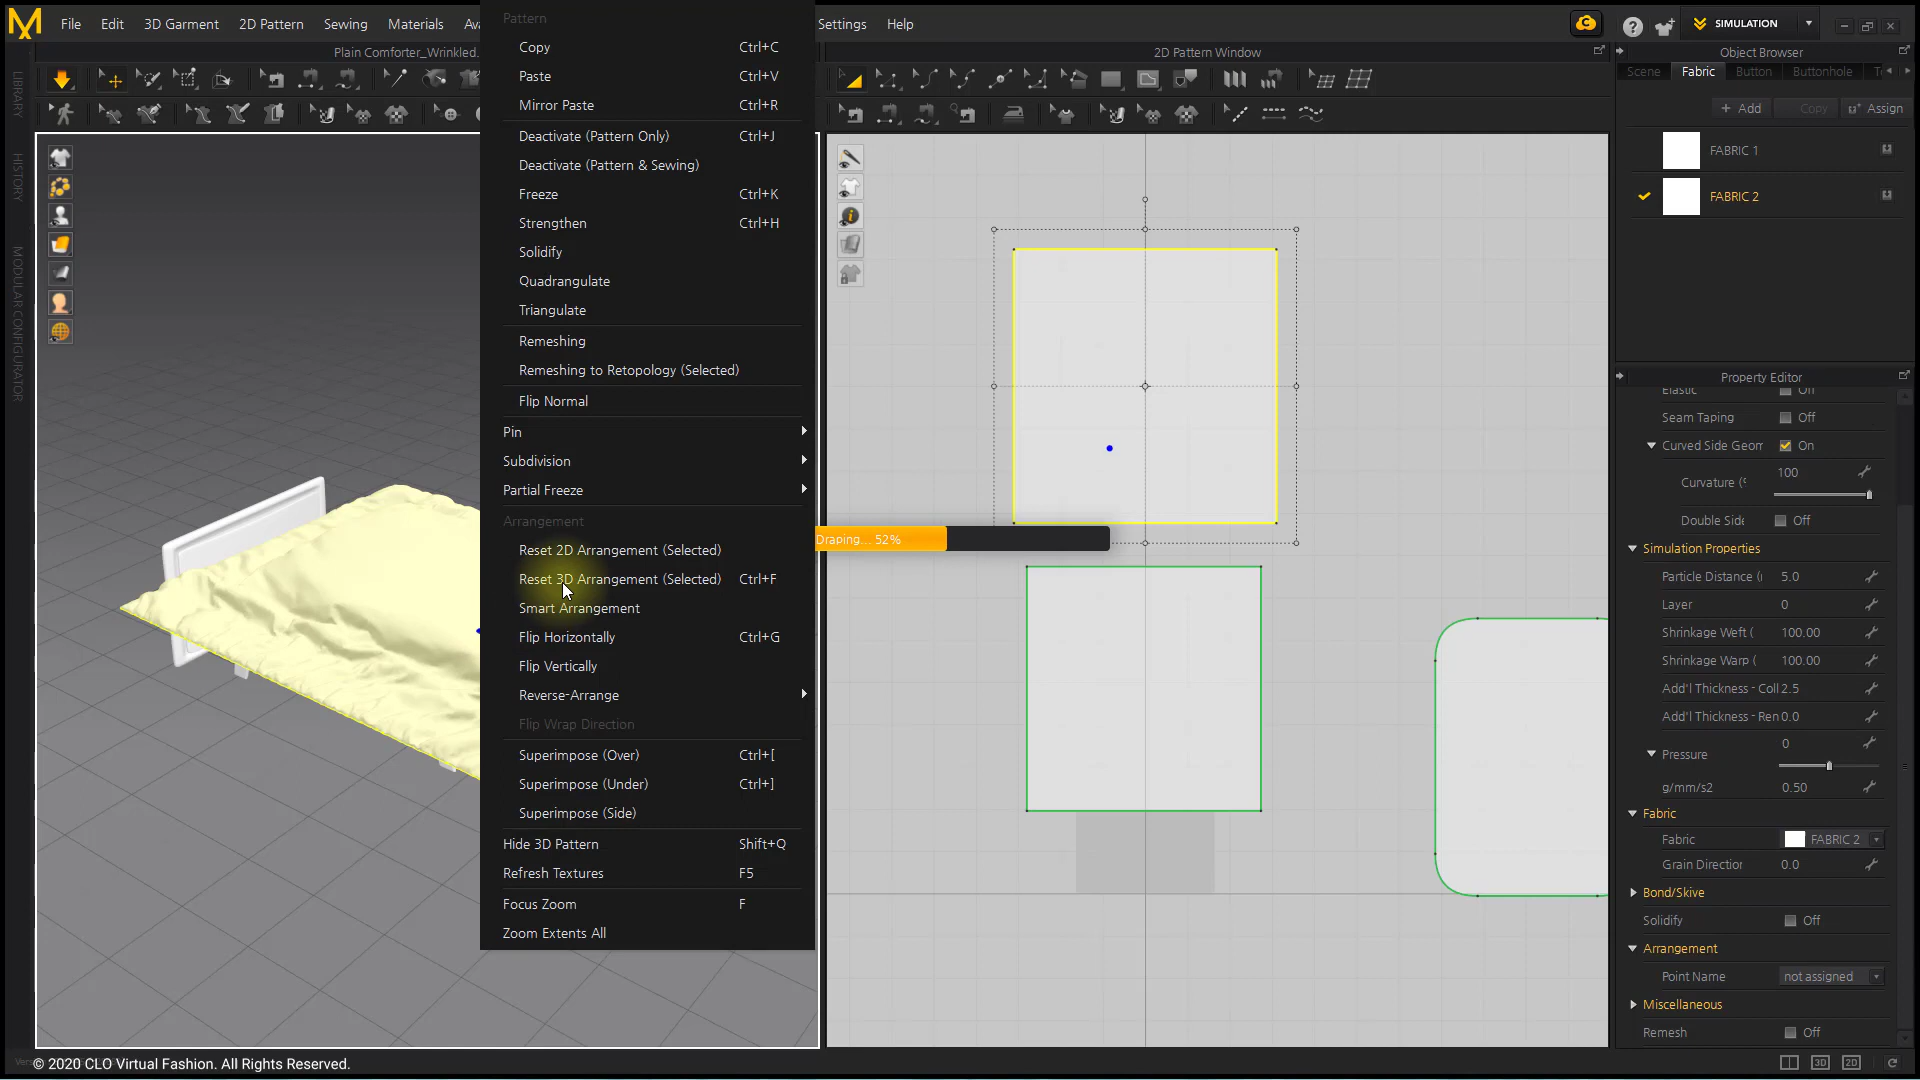 File Edit 3D Garment 2D Pattern Sewing Materials Settings Help SIMULATION
Plain Comforter_Wrinkled.
2D Pattern Window
Object Browser
Scene Fabric Button Buttonhole
+ Add Copy Assign
FABRIC 1
FABRIC 2
LIBRARY
HISTORY
MODULAR CONFIGURATOR
Pattern
Copy Ctrl+C
Paste Ctrl+V
Mirror Paste Ctrl+R
Deactivate (Pattern Only) Ctrl+J
Deactivate (Pattern & Sewing)
Freeze Ctrl+K
Strengthen Ctrl+H
Solidify
Quadrangulate
Triangulate
Remeshing
Remeshing to Retopology (Selected)
Flip Normal
Pin
Subdivision
Partial Freeze
Arrangement
Reset 2D Arrangement (Selected)
Reset 3D Arrangement (Selected) Ctrl+F
Smart Arrangement
Flip Horizontally Ctrl+G
Flip Vertically
Reverse-Arrange
Flip Wrap Direction
Superimpose (Over) Ctrl+[
Superimpose (Under) Ctrl+]
Superimpose (Side)
Hide 3D Pattern Shift+Q
Refresh Textures F5
Focus Zoom F
Zoom Extents All
Draping... 52%
Property Editor
Elastic Off
Seam Taping Off
Curved Side Geom On
Curvature (° 100
Double Side Off
Simulation Properties
Particle Distance ( 5.0
Layer 0
Shrinkage Weft ( 100.00
Shrinkage Warp ( 100.00
Add'l Thickness - Coll 2.5
Add'l Thickness - Ren 0.0
Pressure 0
g/mm/s2 0.50
Fabric
Fabric FABRIC 2
Grain Direction 0.0
Bond/Skive
Solidify Off
Arrangement
Point Name not assigned
Miscellaneous
Remesh Off
© 2020 CLO Virtual Fashion. All Rights Reserved.
3D 2D